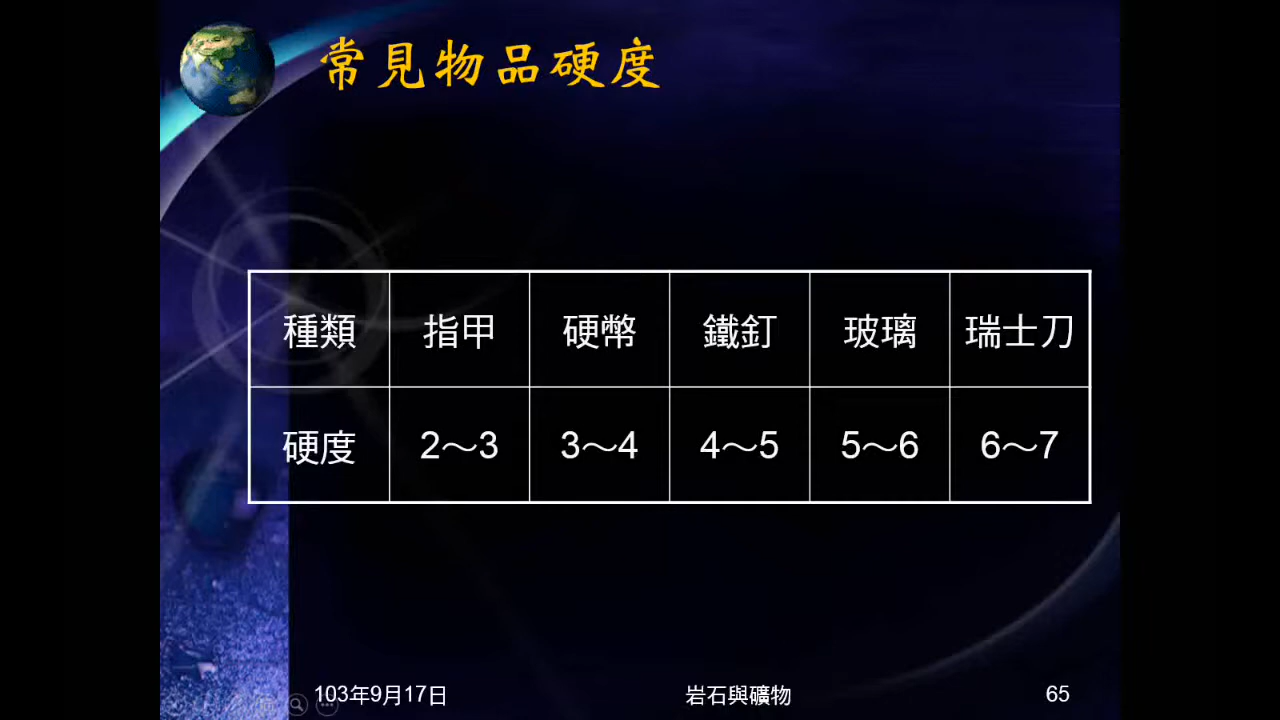 常見物品硬度
種類 指甲 硬幣 鐵釘 玻璃 瑞士刀
硬度 2～3 3～4 4～5 5～6 6～7
103年9月17日 岩石與礦物 65